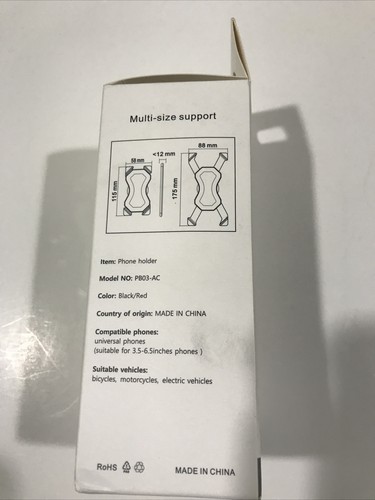 Multi-size support
58 mm
<12 mm
88 mm
115 mm
175 mm
Item: Phone holder
Model NO: PB03-AC
Color: Black/Red
Country of origin: MADE IN CHINA
Compatible phones:
universal phones
(suitable for 3.5-6.5inches phones )
Suitable vehicles:
bicycles, motorcycles, electric vehicles
RoHS
MADE IN CHINA